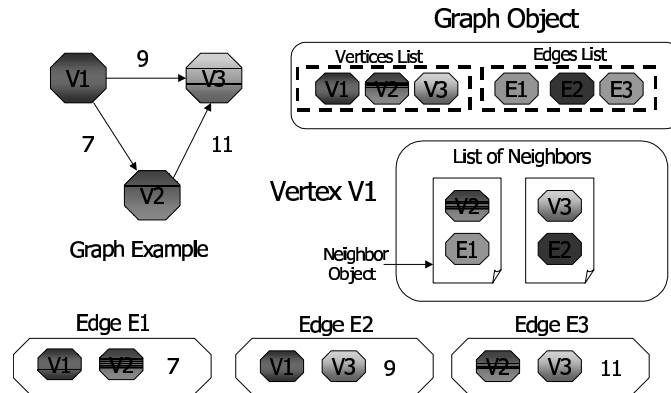 Graph Object
Vertices List
Edges List
V1 V2 V3
E1 E2 E3
V1
9
V3
7
11
V2
Graph Example
List of Neighbors
Vertex V1
V2
V3
E1
E2
Neighbor
Object
Edge E1
V1 V2 7
Edge E2
V1 V3 9
Edge E3
V2 V3 11